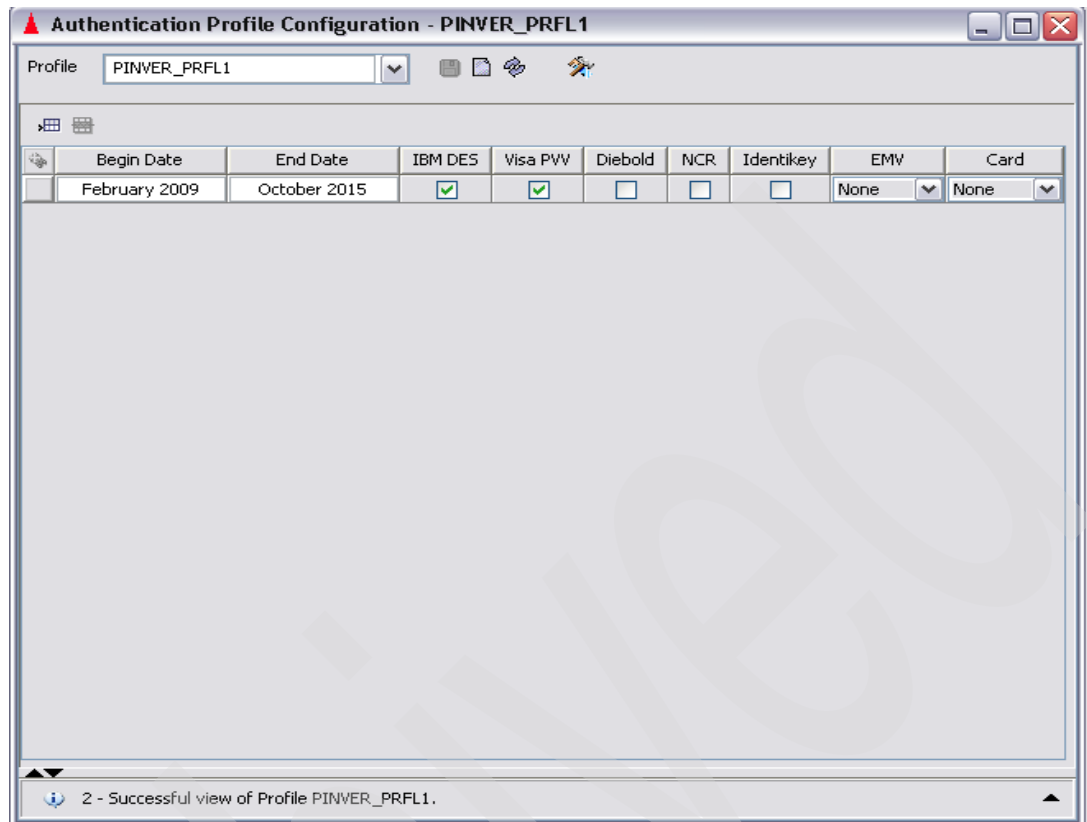 Authentication Profile Configuration - PINVER_PRFL1
Profile PINVER_PRFL1
Begin Date End Date IBM DES Visa PVV Diebold NCR Identikey EMV Card
February 2009 October 2015 None None
2 - Successful view of Profile PINVER_PRFL1.